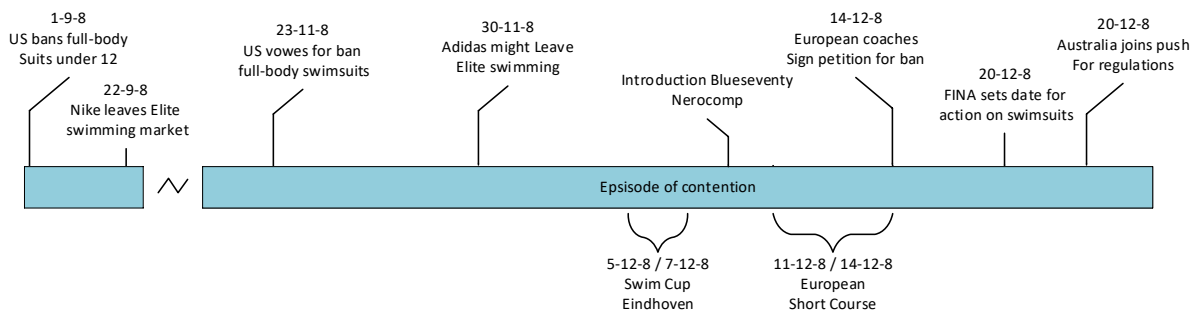 1-9-8
US bans full-body
Suits under 12
22-9-8
Nike leaves Elite
swimming market
23-11-8
US vowes for ban
full-body swimsuits
30-11-8
Adidas might Leave
Elite swimming
Introduction Blueseventy
Nerocomp
14-12-8
European coaches
Sign petition for ban
20-12-8
FINA sets date for
action on swimsuits
20-12-8
Australia joins push
For regulations
Epsisode of contention
5-12-8 / 7-12-8
Swim Cup
Eindhoven
11-12-8 / 14-12-8
European
Short Course